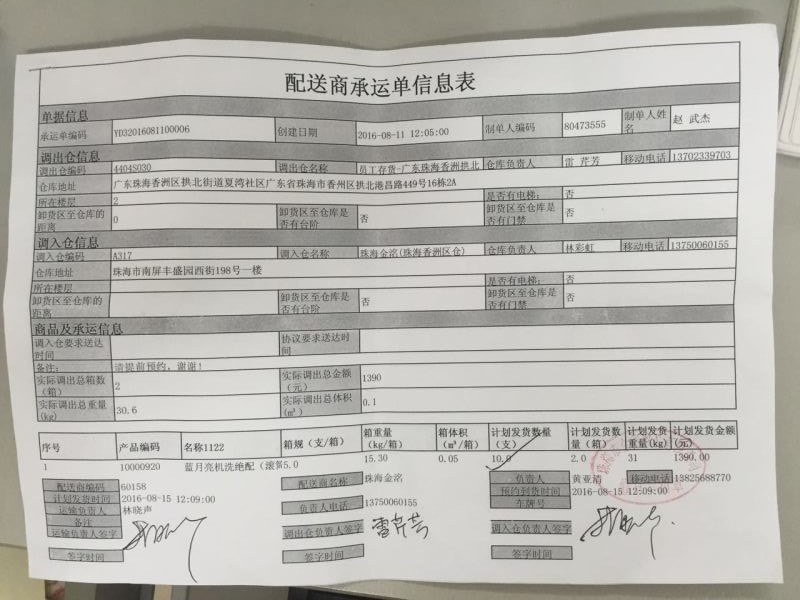 配送商承运单信息表
单据信息
承运单编码 YD32016081100006 创建日期 2016-08-11 12:05:00 制单人编码 80473555 制单人姓名 赵 武杰
调出仓信息
调出仓编码 4404S030 调出仓名称 员工存货-广东珠海香洲拱北 仓库负责人 雷 芹芳 移动电话 13702339703
仓库地址 广东珠海香洲区拱北街道夏湾社区广东省珠海市香州区拱北港昌路449号16栋2A
所在楼层 2 是否有电梯: 否
卸货区至仓库的距离 0 卸货区至仓库是否有台阶 否 卸货区至仓库是否有门禁 否
调入仓信息
调入仓编码 A317 调入仓名称 珠海金洺(珠海香洲区仓) 仓库负责人 林彩虹 移动电话 13750060155
仓库地址 珠海市南屏丰盛园西街198号一楼
所在楼层 是否有电梯: 否
卸货区至仓库的距离 卸货区至仓库是否有台阶 否 卸货区至仓库是否有门禁 否
商品及承运信息
调入仓要求送达时间 协议要求送达时间
备注: 请提前预约，谢谢！
实际调出总箱数（箱） 2 实际调出总金额（元） 1390
实际调出总重量(kg) 30.6 实际调出总体积(m³) 0.1
序号 产品编码 名称1122 箱规（支/箱） 箱重量(kg/箱) 箱体积(m³/箱) 计划发货数量（支） 计划发货数量（箱） 计划发货重量(kg) 计划发货金额（元）
1 10000920 蓝月亮机洗绝配（滚筒 5.0 15.30 0.05 10.0 2.0 31 1390.00
配送商编码 60158 配送商名称 珠海金洺 负责人 黄亚清 移动电话 13825688770
计划发货时间 2016-08-15 12:09:00 预约到货时间 2016-08-15 12:09:00
运输负责人 林晓声 负责人电话 13750060155 车牌号
备注
运输负责人签字 调出仓负责人签字 雷芹芳 调入仓负责人签字
签字时间 签字时间 签字时间